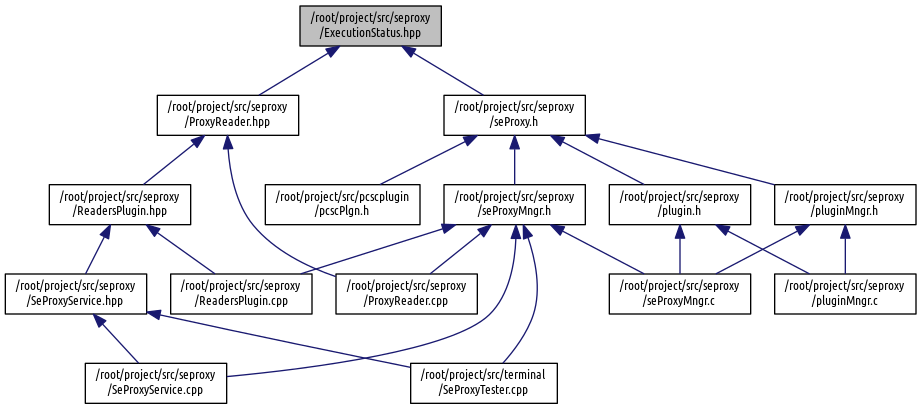 /root/project/src/seproxy
/ExecutionStatus.hpp
/root/project/src/seproxy
/ProxyReader.hpp
/root/project/src/seproxy
/seProxy.h
/root/project/src/seproxy
/ReadersPlugin.hpp
/root/project/src/pcscplugin
/pcscPlgn.h
/root/project/src/seproxy
/seProxyMngr.h
/root/project/src/seproxy
/plugin.h
/root/project/src/seproxy
/pluginMngr.h
/root/project/src/seproxy
/SeProxyService.hpp
/root/project/src/seproxy
/ReadersPlugin.cpp
/root/project/src/seproxy
/ProxyReader.cpp
/root/project/src/seproxy
/seProxyMngr.c
/root/project/src/seproxy
/pluginMngr.c
/root/project/src/seproxy
/SeProxyService.cpp
/root/project/src/terminal
/SeProxyTester.cpp